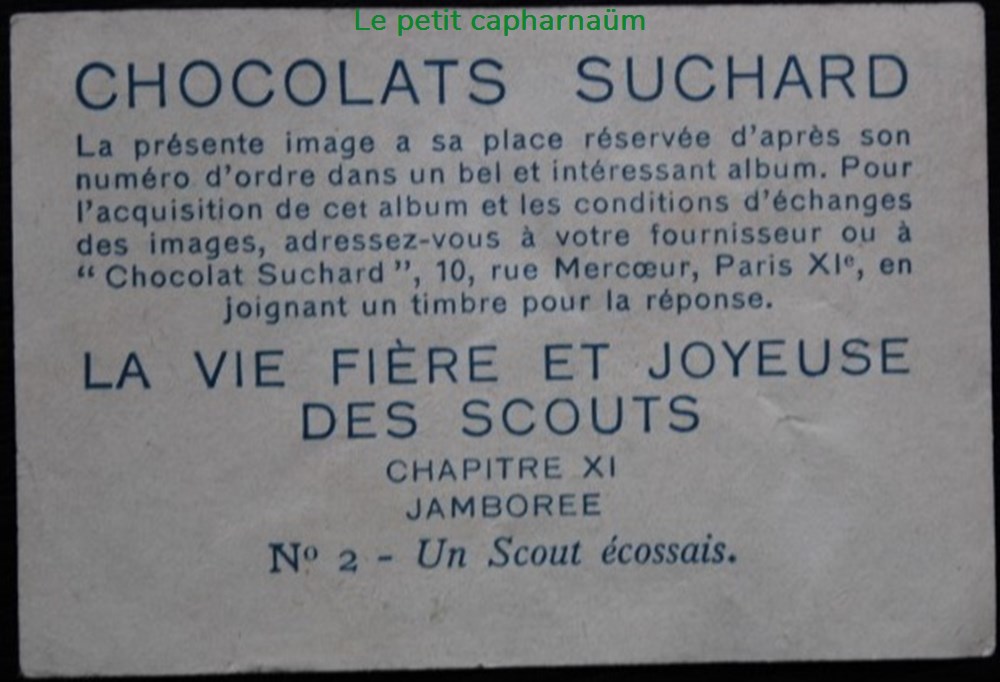 Le petit capharnaüm
CHOCOLATS SUCHARD
La présente image a sa place réservée d'après son
numéro d'ordre dans un bel et intéressant album. Pour
l'acquisition de cet album et les conditions d'échanges
des images, adressez-vous à votre fournisseur ou à
“ Chocolat Suchard ”, 10, rue Mercœur, Paris XIᵉ, en
joignant un timbre pour la réponse.
LA VIE FIÈRE ET JOYEUSE
DES SCOUTS
CHAPITRE XI
JAMBOREE
Nº 2 - Un Scout écossais.